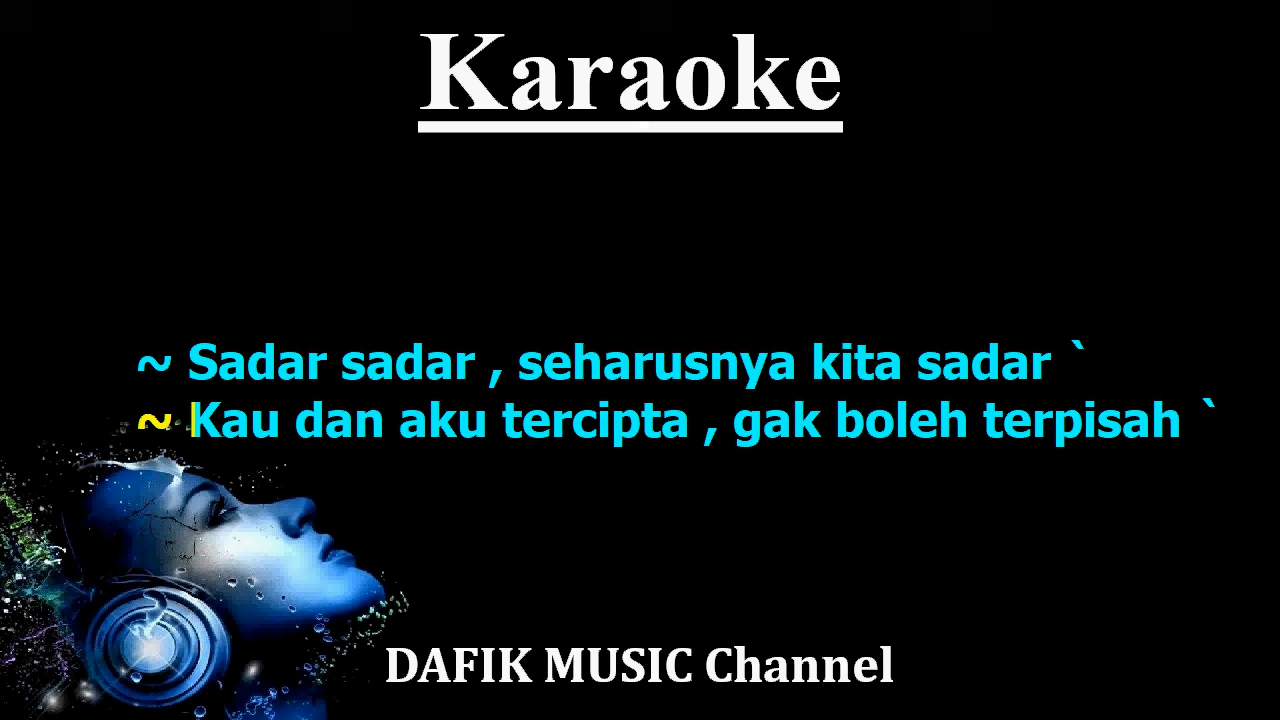 Karaoke
~ Sadar sadar , seharusnya kita sadar `
~ Kau dan aku tercipta , gak boleh terpisah `
DAFIK MUSIC Channel